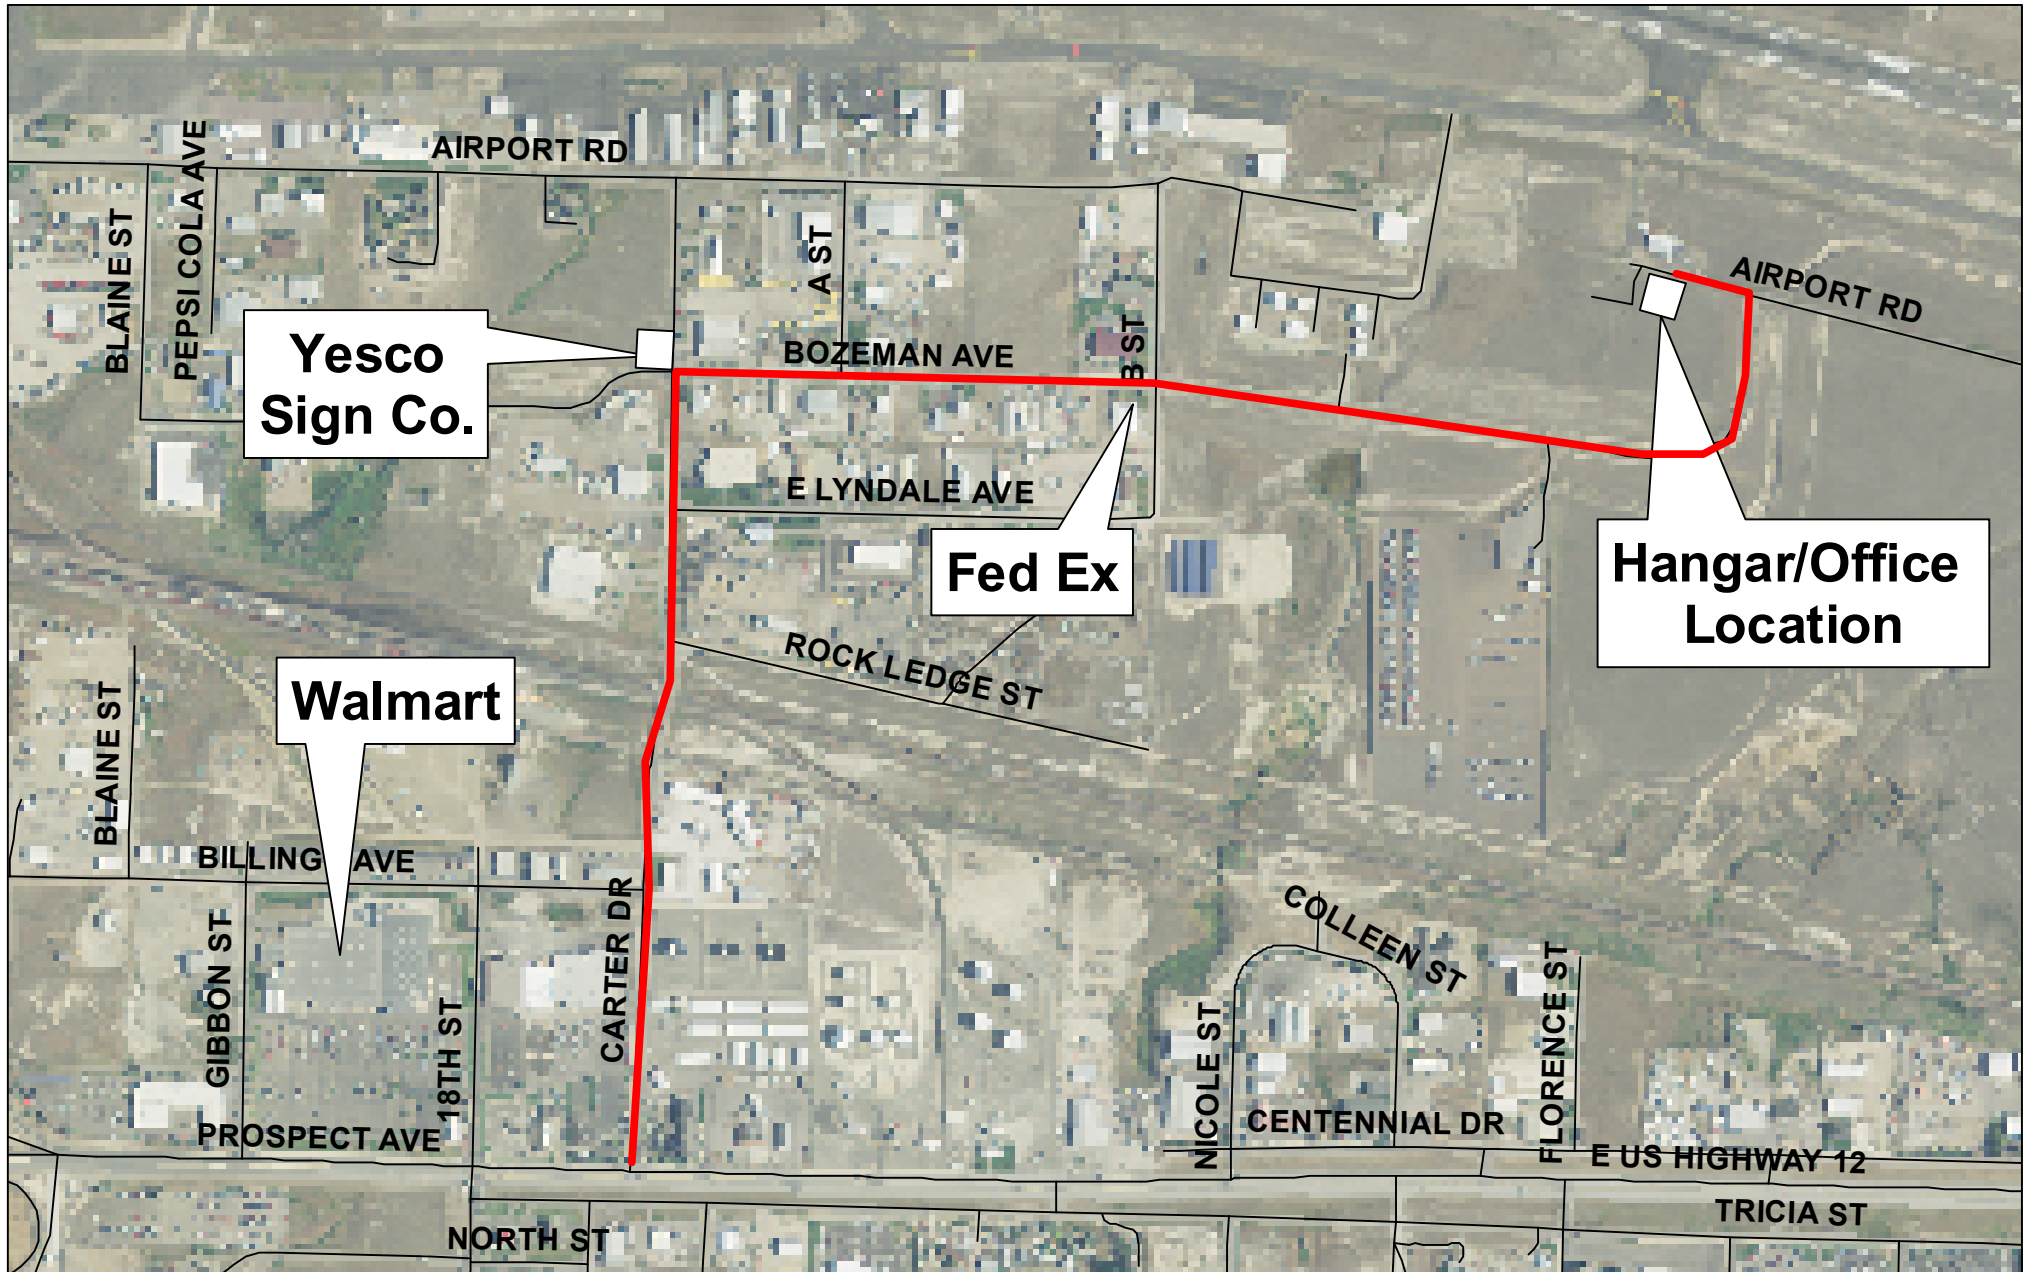 AIRPORT RD
PEPSI COLA AVE
BLAINE ST
A ST
AIRPORT RD
B ST
Yesco
Sign Co.
BOZEMAN AVE
E LYNDALE AVE
Fed Ex
Hangar/Office
Location
ROCK LEDGE ST
Walmart
BLAINE ST
BILLING AVE
CARTER DR
COLLEEN ST
GIBBON ST
18TH ST
NICOLE ST
FLORENCE ST
CENTENNIAL DR
PROSPECT AVE
E US HIGHWAY 12
TRICIA ST
NORTH ST